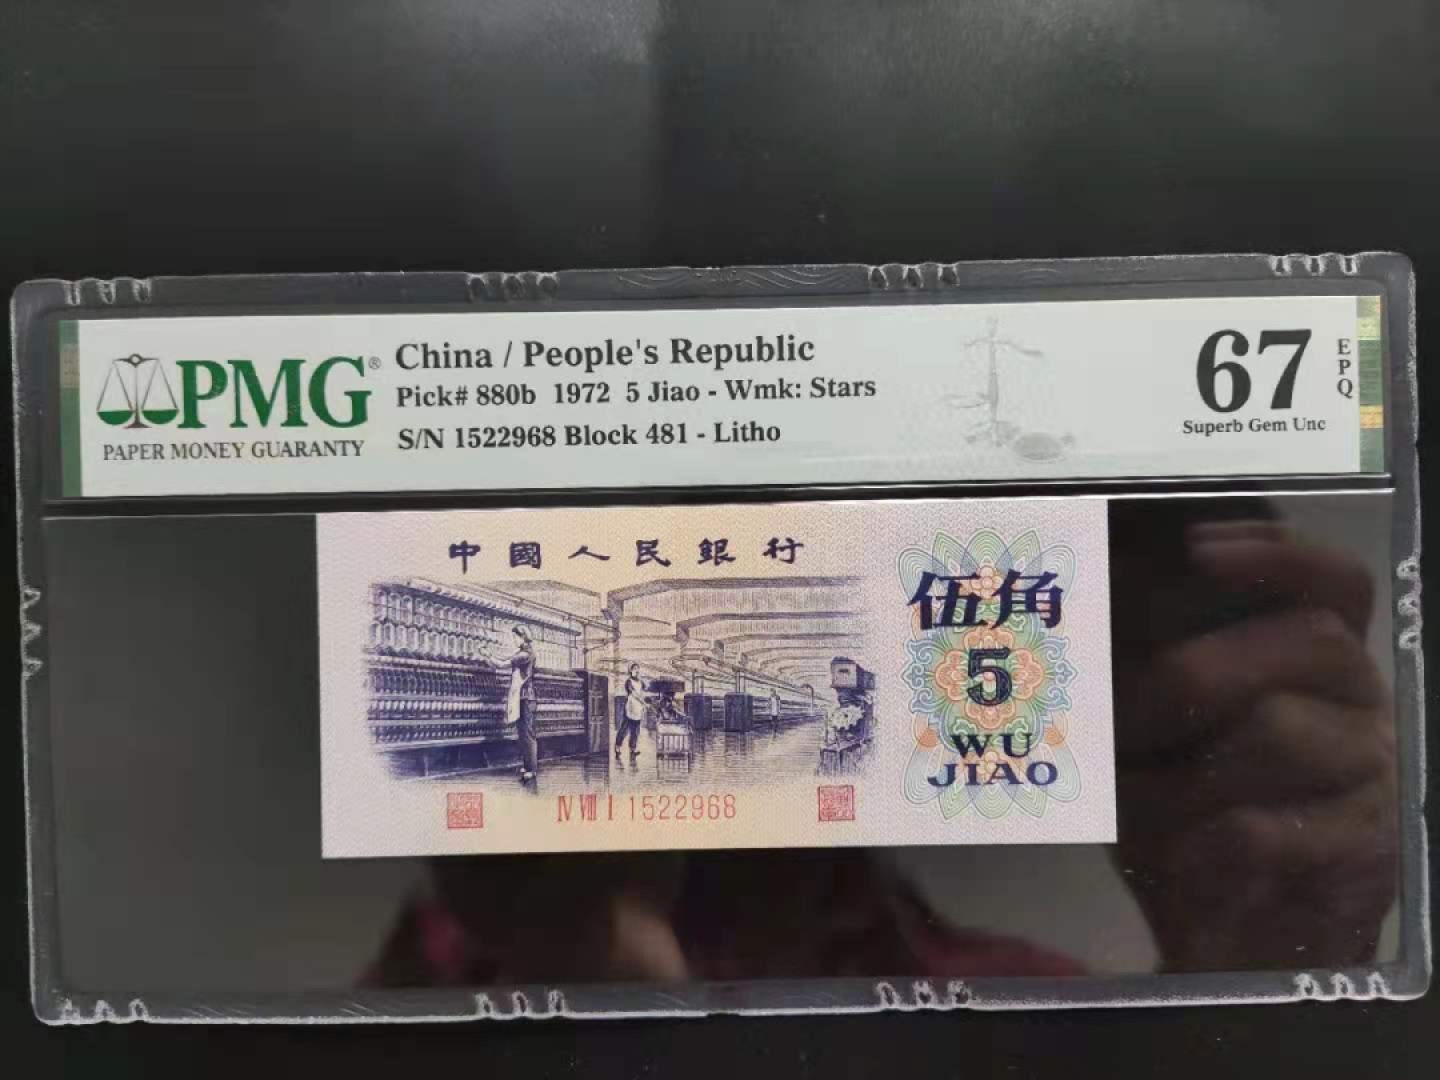 PMG®
PAPER MONEY GUARANTY
China / People's Republic
Pick# 880b 1972 5 Jiao - Wmk: Stars
S/N 1522968 Block 481 - Litho
67
EPQ
Superb Gem Unc
中國人民銀行
伍角
5
WU
JIAO
IV VIII I 1522968